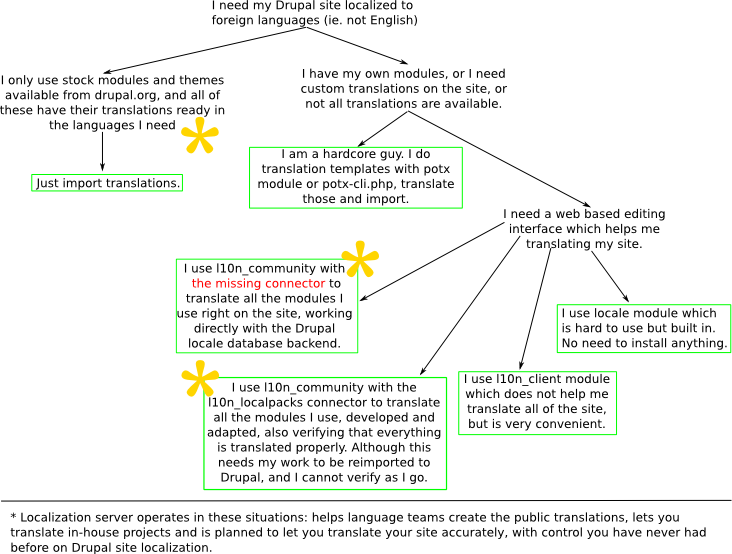 I need my Drupal site localized to
foreign languages (ie. not English)
I only use stock modules and themes
available from drupal.org, and all of
these have their translations ready in
the languages I need
Just import translations.
I have my own modules, or I need
custom translations on the site, or
not all translations are available.
I am a hardcore guy. I do
translation templates with potx
module or potx-cli.php, translate
those and import.
I need a web based editing
interface which helps me
translating my site.
I use l10n_community with
the missing connector to
translate all the modules I
use right on the site, working
directly with the Drupal
locale database backend.
I use l10n_community with the
l10n_localpacks connector to translate
all the modules I use, developed and
adapted, also verifying that everything
is translated properly. Although this
needs my work to be reimported to
Drupal, and I cannot verify as I go.
I use l10n_client module
which does not help me
translate all of the site,
but is very convenient.
I use locale module which
is hard to use but built in.
No need to install anything.
* Localization server operates in these situations: helps language teams create the public translations, lets you
translate in-house projects and is planned to let you translate your site accurately, with control you have never had
before on Drupal site localization.